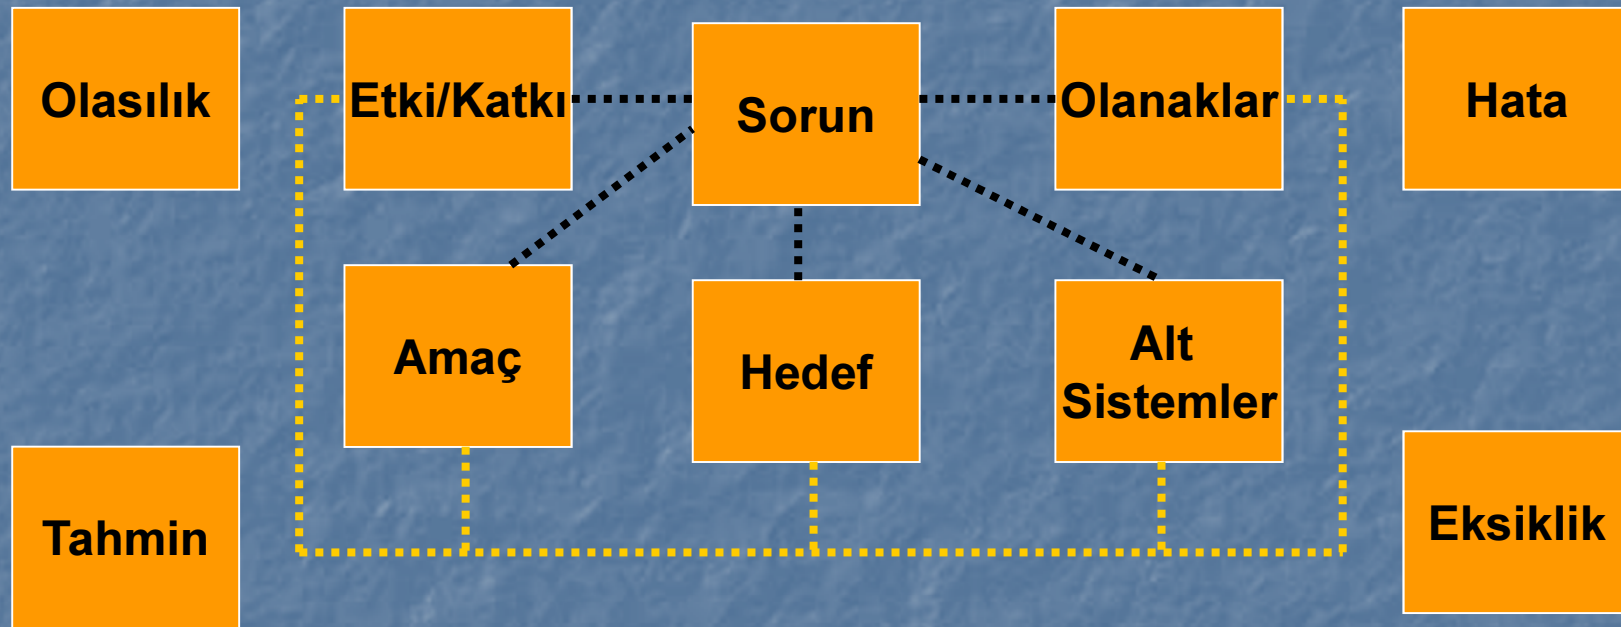 Olasılık
Etki/Katkı
Sorun
Olanaklar
Hata
Amaç
Hedef
Alt
Sistemler
Tahmin
Eksiklik